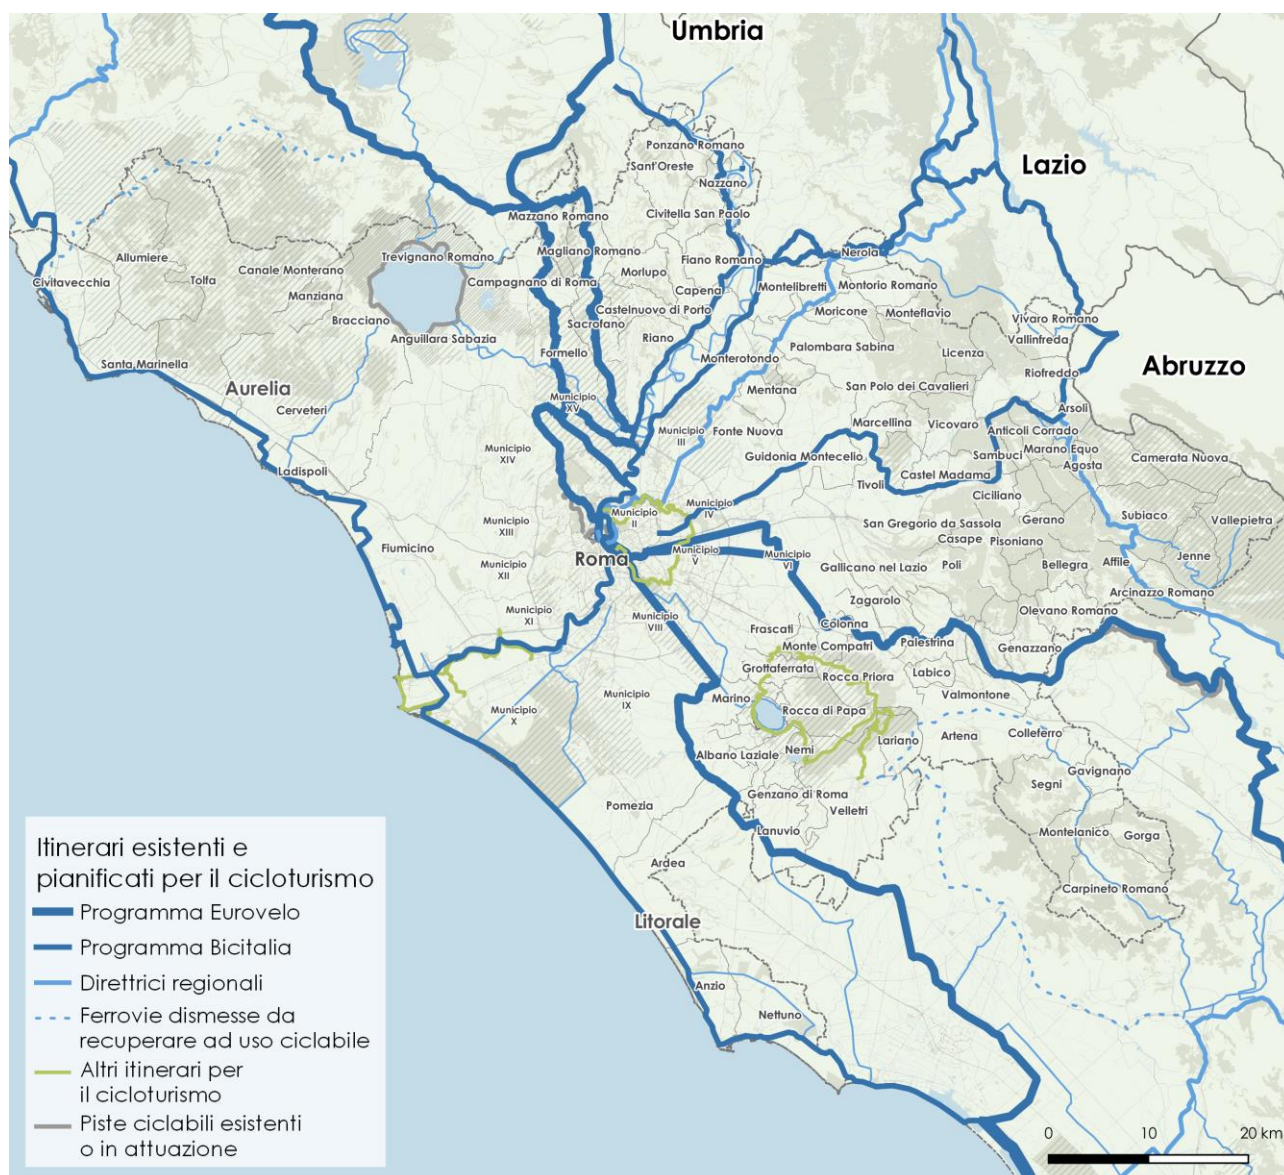 Umbria
Ponzano Romano
Sant'Oreste
Lazio
Nazzano
Mazzano Romano
Civitella San Paolo
Allumiere
Trevignano Romano
Magliano Romano
Nerola
Canale Monterano
Fiano Romano
Civitavecchia
Tolfa
Morlupo
Campagnano di Roma
Capena
Montelibretti
Montorio Romano
Manziana
Castelnuovo di Porto
Moricone
Monteflavio
Vivaro Romano
Bracciano
Sacrofano
Anguillara Sabazia
Riano
Vallinfreda
Palombara Sabina
Formello
Monterotondo
Licenza
Santa Marinella
Abruzzo
Riofreddo
Aurelia
San Polo dei Cavalieri
Mentana
Municipio
XV
Cerveteri
Arsoli
Marcellina
Vicovaro
Municipio
III
Fonte Nuova
Anticoli Corrado
Municipio
XIV
Marano Equo
Guidonia Montecelio
Sambuci
Camerata Nuova
Agosta
Ladispoli
Castel Madama
Tivoli
Ciciliano
Municipio
IV
Municipio
II
Subiaco
Municipio
XIII
San Gregorio da Sassola
Gerano
Vallepietra
Casape
Pisoniano
Fiumicino
Municipio
V
Municipio
VI
Jenne
Roma
Gallicano nel Lazio
Poli
Bellegra
Affile
Municipio
XII
Arcinazzo Romano
Zagarolo
Municipio
XI
Municipio
VIII
Olevano Romano
Frascati
Colonna
Palestrina
Genazzano
Monte Compatri
Grottaferrata
Rocca Priora
Labico
Valmontone
Marino
Municipio
IX
Municipio
X
Rocca di Papa
Artena
Colleferro
Lariano
Nemi
Albano Laziale
Gavignano
Segni
Genzano di Roma
Pomezia
Velletri
Lanuvio
Montelanico
Gorga
Ardea
Carpineto Romano
Litorale
Anzio
Nettuno
Itinerari esistenti e
pianificati per il cicloturismo
Programma Eurovelo
Programma Bicitalia
Direttrici regionali
Ferrovie dismesse da
recuperare ad uso ciclabile
Altri itinerari per
il cicloturismo
Piste ciclabili esistenti
o in attuazione
0 10 20 km